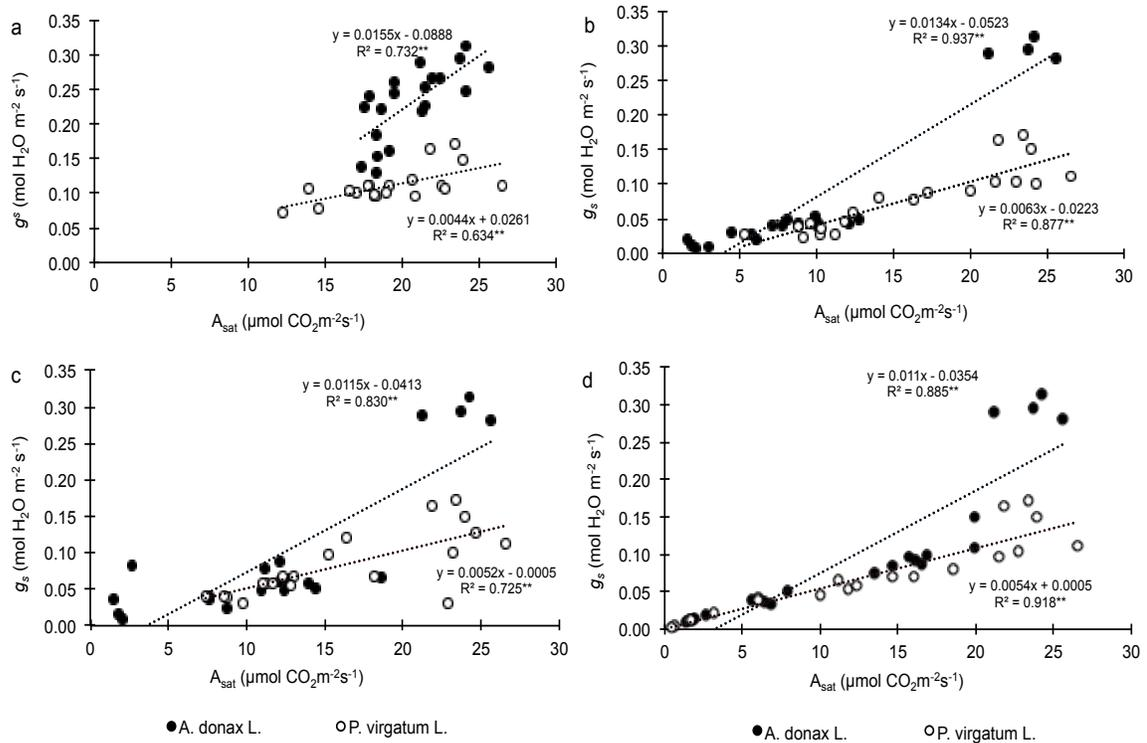 a
y = 0.0155x - 0.0888
R² = 0.732**
0.35
0.30
0.25
0.20
0.15
0.10
0.05
0.00
gˢ (mol H₂O m⁻² s⁻¹)
y = 0.0044x + 0.0261
R² = 0.634**
0 5 10 15 20 25 30
Aₛₐₜ (µmol CO₂m⁻²s⁻¹)
b
y = 0.0134x - 0.0523
R² = 0.937**
0.35
0.30
0.25
0.20
0.15
0.10
0.05
0.00
gₛ (mol H₂O m⁻² s⁻¹)
y = 0.0063x - 0.0223
R² = 0.877**
0 5 10 15 20 25 30
Aₛₐₜ (µmol CO₂m⁻²s⁻¹)
c
y = 0.0115x - 0.0413
R² = 0.830**
0.35
0.30
0.25
0.20
0.15
0.10
0.05
0.00
gₛ (mol H₂O m⁻² s⁻¹)
y = 0.0052x - 0.0005
R² = 0.725**
0 5 10 15 20 25 30
Aₛₐₜ (µmol CO₂m⁻²s⁻¹)
d
y = 0.011x - 0.0354
R² = 0.885**
0.35
0.30
0.25
0.20
0.15
0.10
0.05
0.00
gₛ (mol H₂O m⁻² s⁻¹)
y = 0.0054x + 0.0005
R² = 0.918**
0 5 10 15 20 25 30
Aₛₐₜ (µmol CO₂m⁻²s⁻¹)
A. donax L. P. virgatum L.
A. donax L. P. virgatum L.